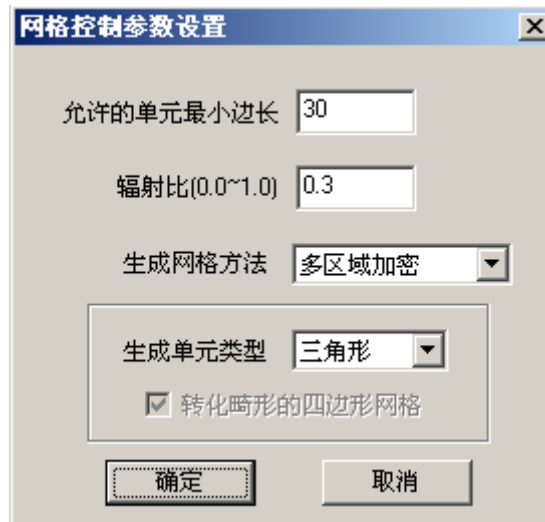 网格控制参数设置
允许的单元最小边长 30
辐射比(0.0~1.0) 0.3
生成网格方法 多区域加密
生成单元类型 三角形
转化畸形的四边形网格
确定 取消